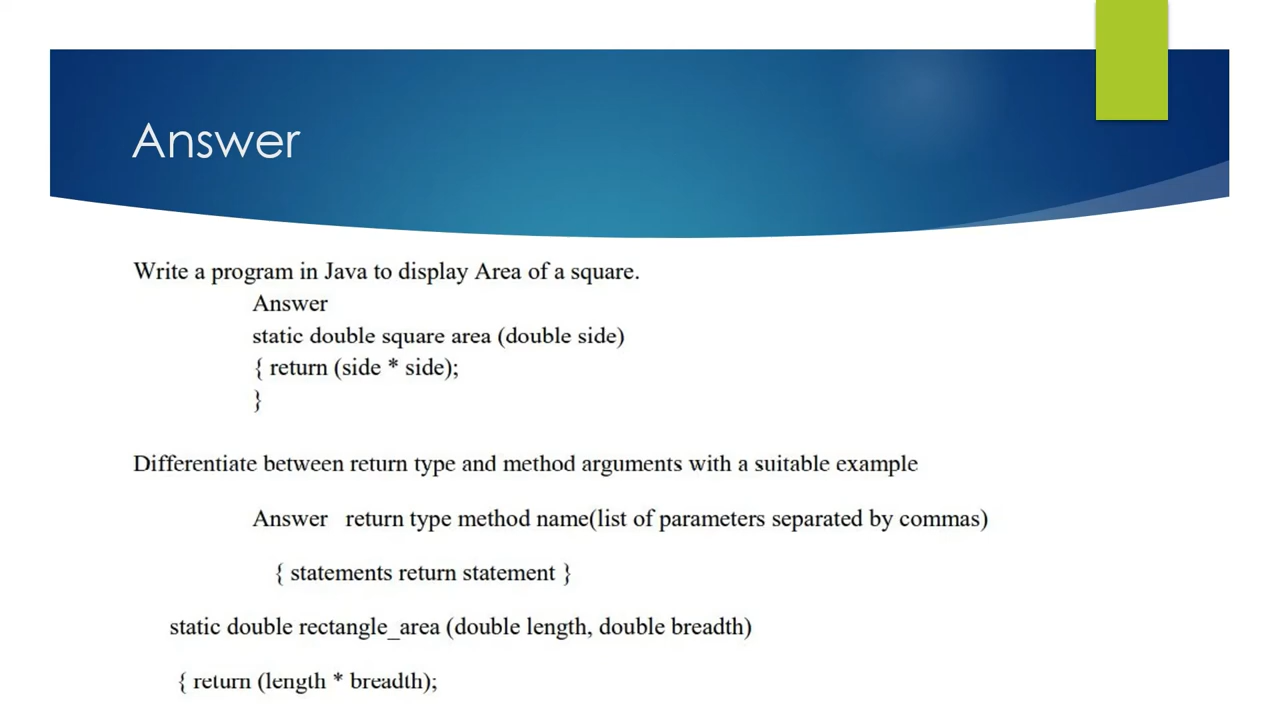 Answer
Write a program in Java to display Area of a square.
Answer
static double square area (double side)
{ return (side * side);
}
Differentiate between return type and method arguments with a suitable example
Answer return type method name(list of parameters separated by commas)
{ statements return statement }
static double rectangle_area (double length, double breadth)
{ return (length * breadth);